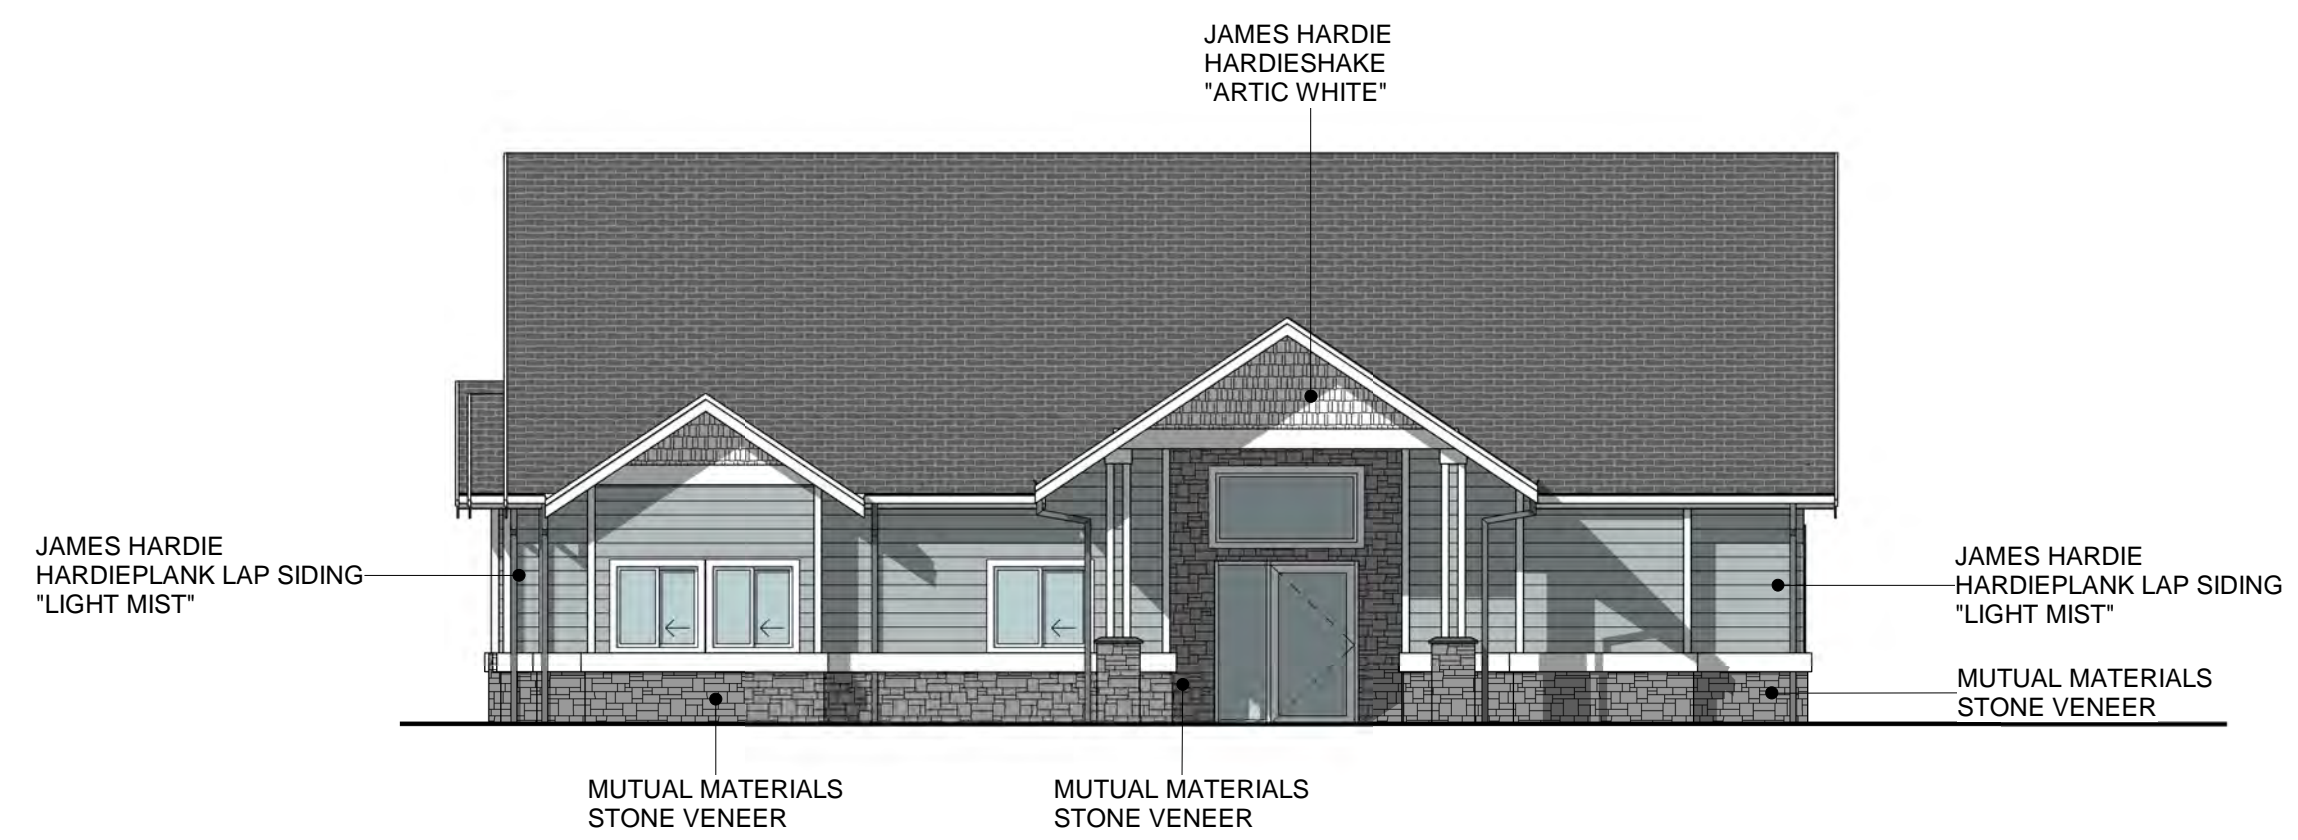 JAMES HARDIE
HARDIESHAKE
"ARTIC WHITE"
JAMES HARDIE
HARDIEPLANK LAP SIDING
"LIGHT MIST"
JAMES HARDIE
HARDIEPLANK LAP SIDING
"LIGHT MIST"
MUTUAL MATERIALS
STONE VENEER
MUTUAL MATERIALS
STONE VENEER
MUTUAL MATERIALS
STONE VENEER